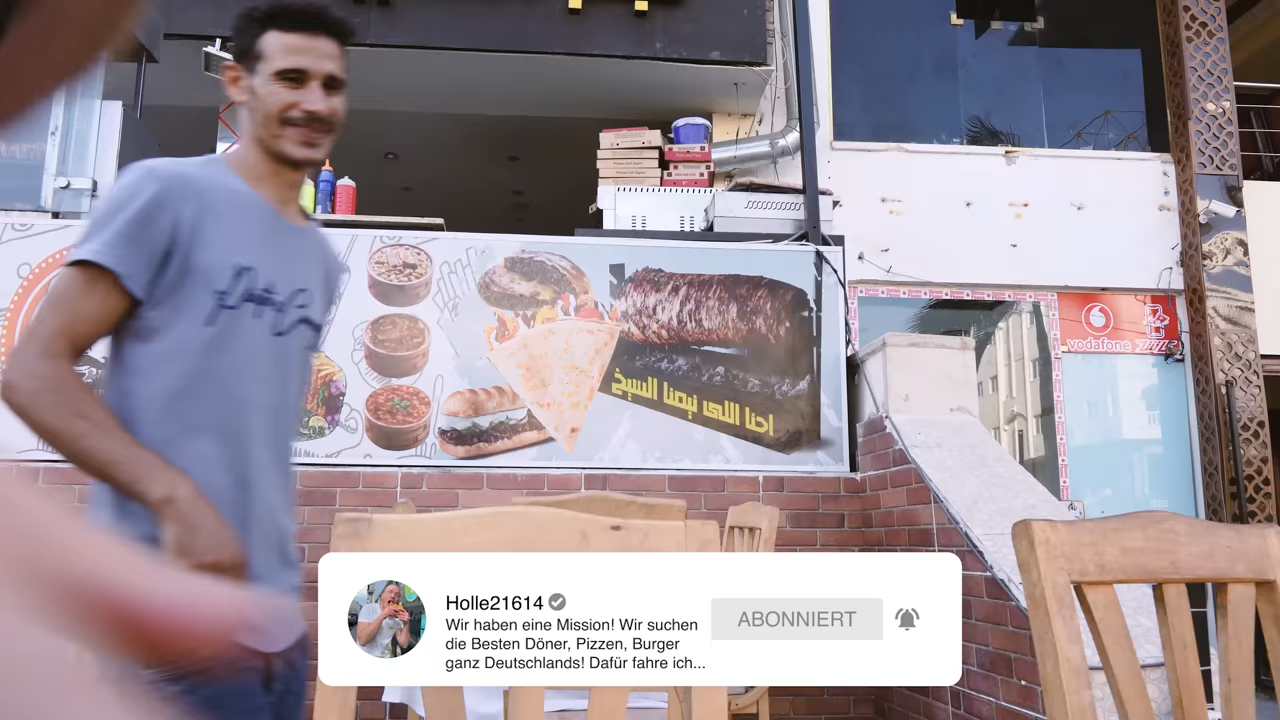 احنا اللى نيمنا السيخ
vodafone
Holle21614
Wir haben eine Mission! Wir suchen
die Besten Döner, Pizzen, Burger
ganz Deutschlands! Dafür fahre ich...
ABONNIERT